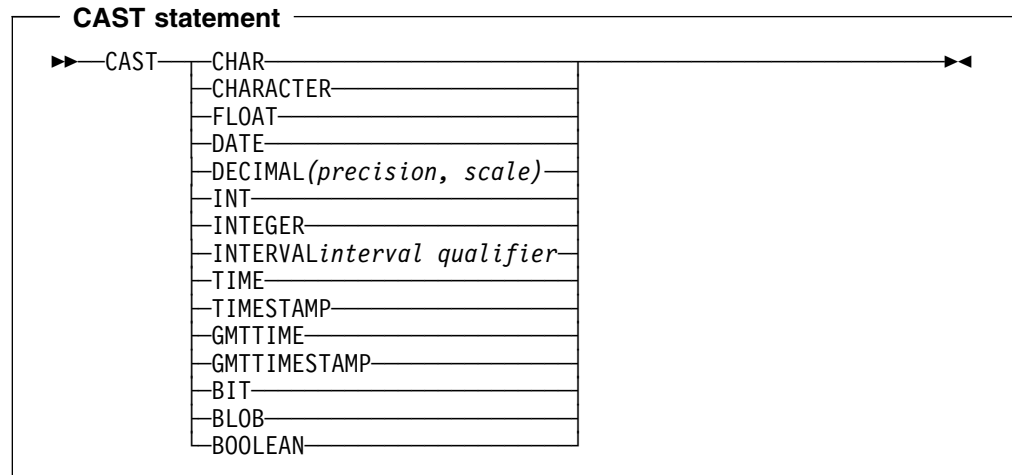 CAST statement
CAST CHAR
CHARACTER
FLOAT
DATE
DECIMAL(precision, scale)
INT
INTEGER
INTERVALinterval qualifier
TIME
TIMESTAMP
GMTTIME
GMTTIMESTAMP
BIT
BLOB
BOOLEAN